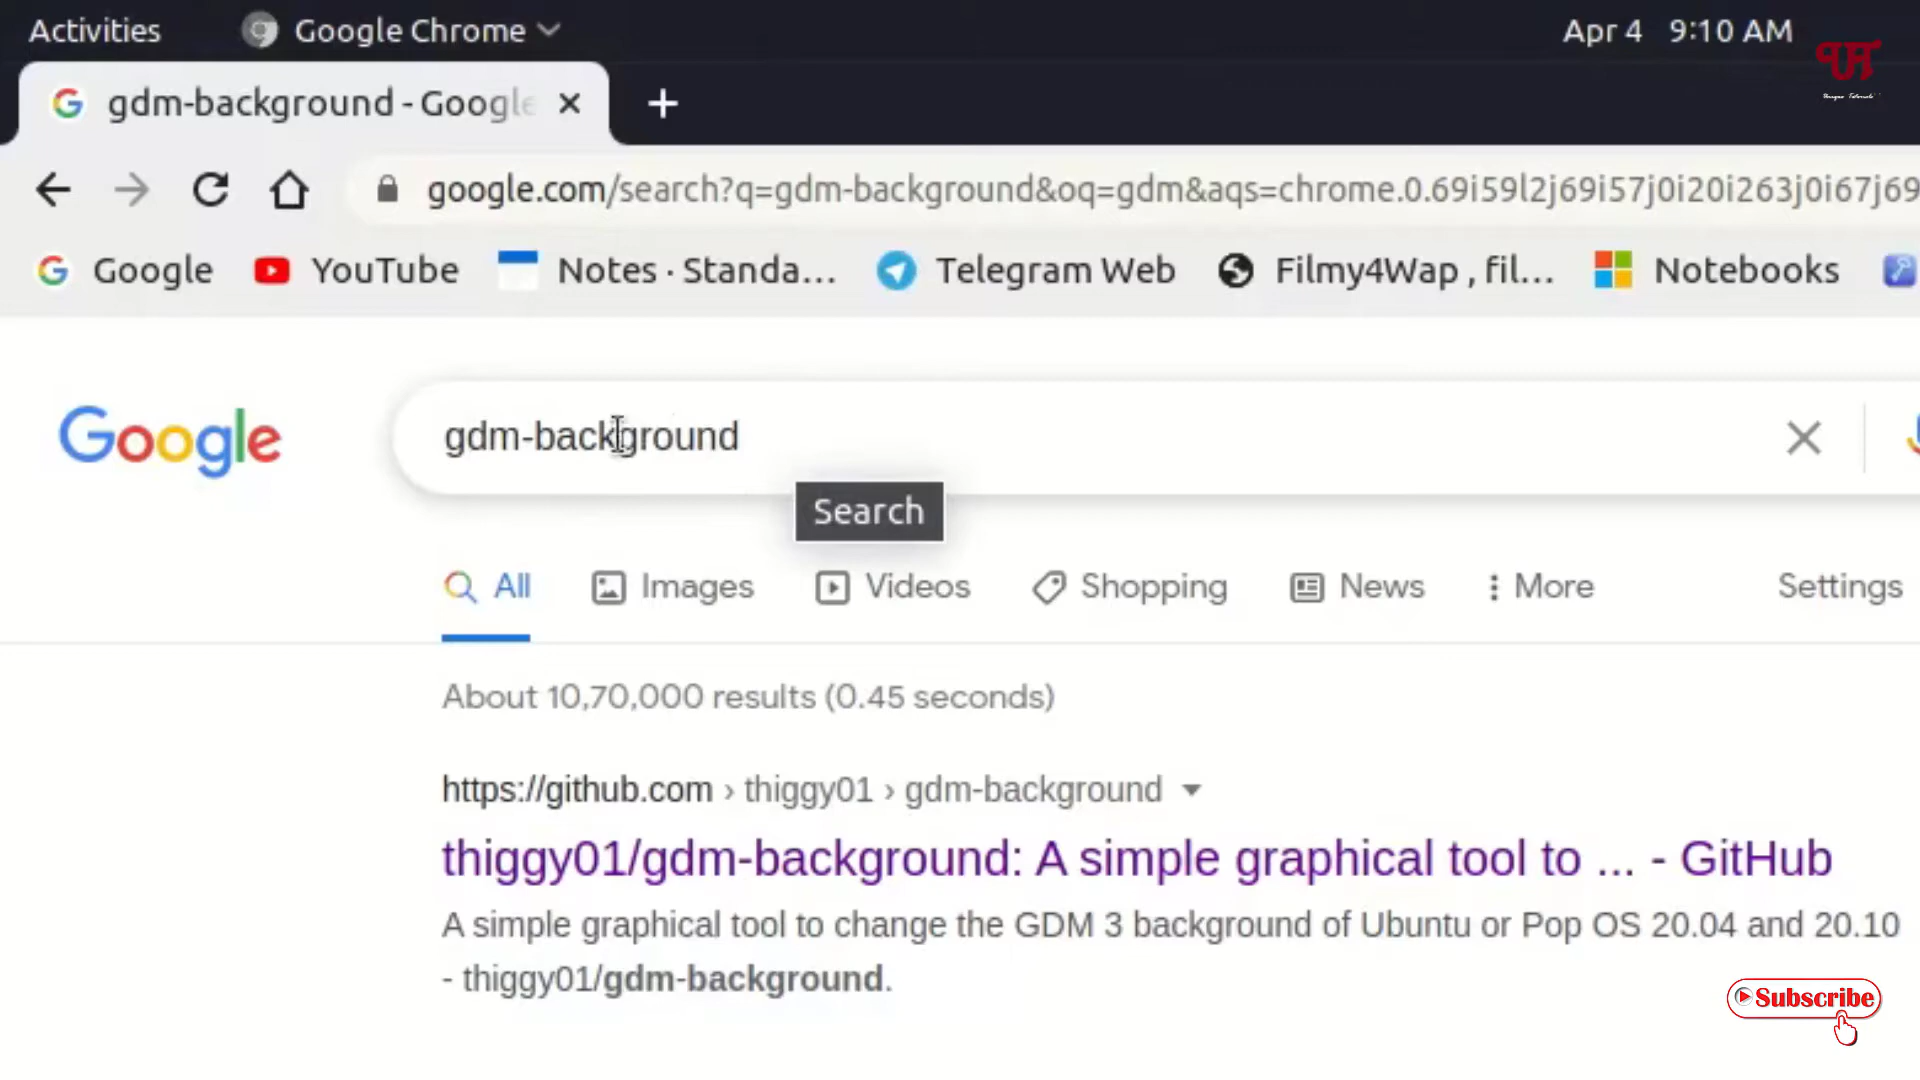 Activities Google Chrome Apr 4 9:10 AM
gdm-background - Google
google.com/search?q=gdm-background&oq=gdm&aqs=chrome.0.69i59l2j69i57j0i20i263j0i67j69
Google YouTube Notes · Standa... Telegram Web Filmy4Wap , fil... Notebooks
Google gdm-background
Search
All Images Videos Shopping News More Settings
About 10,70,000 results (0.45 seconds)
https://github.com › thiggy01 › gdm-background
thiggy01/gdm-background: A simple graphical tool to ... - GitHub
A simple graphical tool to change the GDM 3 background of Ubuntu or Pop OS 20.04 and 20.10
- thiggy01/gdm-background.
Subscribe